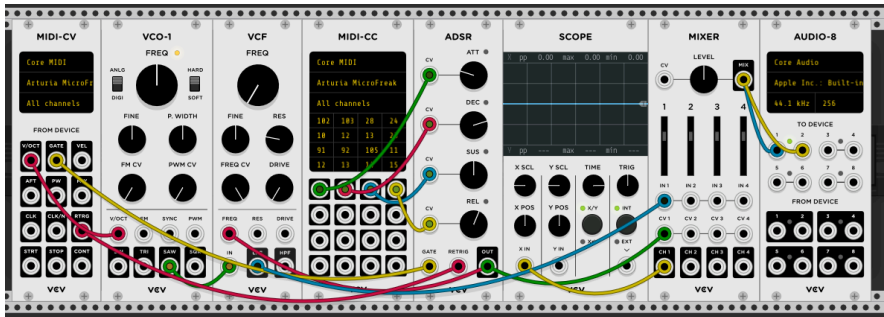 MIDI-CV
Core MIDI
Arturia MicroFr
All channels
FROM DEVICE
V/OCT GATE VEL
AFT PW
CLK CLK/N RTRG
STRT STOP CONT
VCV
VCO-1
FREQ
ANLG
DIGI
HARD
SOFT
FINE P. WIDTH
FM CV PWM CV
V/OCT FM SYNC PWM
SIN TRI SAW SQR
VCV
VCF
FREQ
FINE RES
FREQ CV DRIVE
FREQ RES DRIVE
IN LPF HPF
VCV
MIDI-CC
Core MIDI
Arturia MicroFreak
All channels
102 103 28 24
10 12 13 2
91 92 105 11
12 13 14 15
VCV
ADSR
ATT
CV
DEC
CV
SUS
CV
REL
CV
GATE RETRIG OUT
VCV
SCOPE
X pp 0.00 max 0.00 min 0.00
Y pp --- max --- min ---
X SCL Y SCL TIME TRIG
X POS Y POS X/Y INT
EXT
X IN Y IN
VCV
MIXER
LEVEL
CV MIX
1 2 3 4
IN 1 IN 2 IN 3 IN 4
CV 1 CV 2 CV 3 CV 4
CH 1 CH 2 CH 3 CH 4
VCV
AUDIO-8
Core Audio
Apple Inc.: Built-in
44.1 kHz 256
TO DEVICE
1 2 3 4
5 6 7 8
FROM DEVICE
1 2 3 4
5 6 7 8
VCV